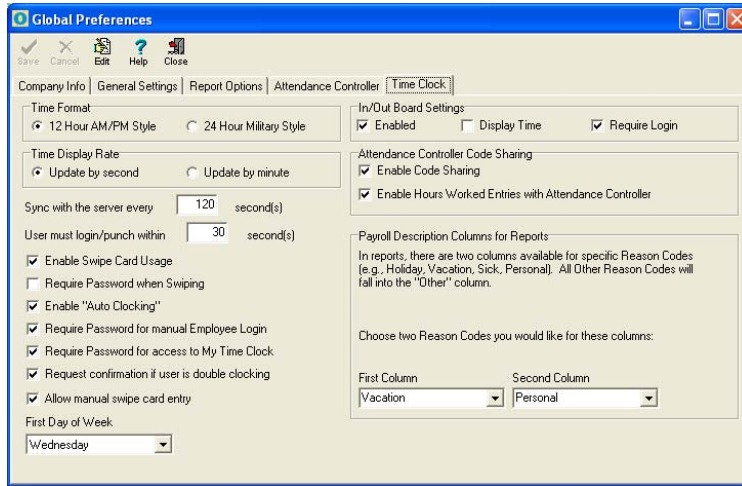 Global Preferences
Save Cancel Edit Help Close
Company Info General Settings Report Options Attendance Controller Time Clock
Time Format
12 Hour AM/PM Style 24 Hour Military Style
Time Display Rate
Update by second Update by minute
Sync with the server every 120 second(s)
User must login/punch within 30 second(s)
Enable Swipe Card Usage
Require Password when Swiping
Enable "Auto Clocking"
Require Password for manual Employee Login
Require Password for access to My Time Clock
Request confirmation if user is double clocking
Allow manual swipe card entry
First Day of Week
Wednesday
In/Out Board Settings
Enabled Display Time Require Login
Attendance Controller Code Sharing
Enable Code Sharing
Enable Hours Worked Entries with Attendance Controller
Payroll Description Columns for Reports
In reports, there are two columns available for specific Reason Codes
(e.g., Holiday, Vacation, Sick, Personal). All Other Reason Codes will
fall into the "Other" column.
Choose two Reason Codes you would like for these columns:
First Column Second Column
Vacation Personal